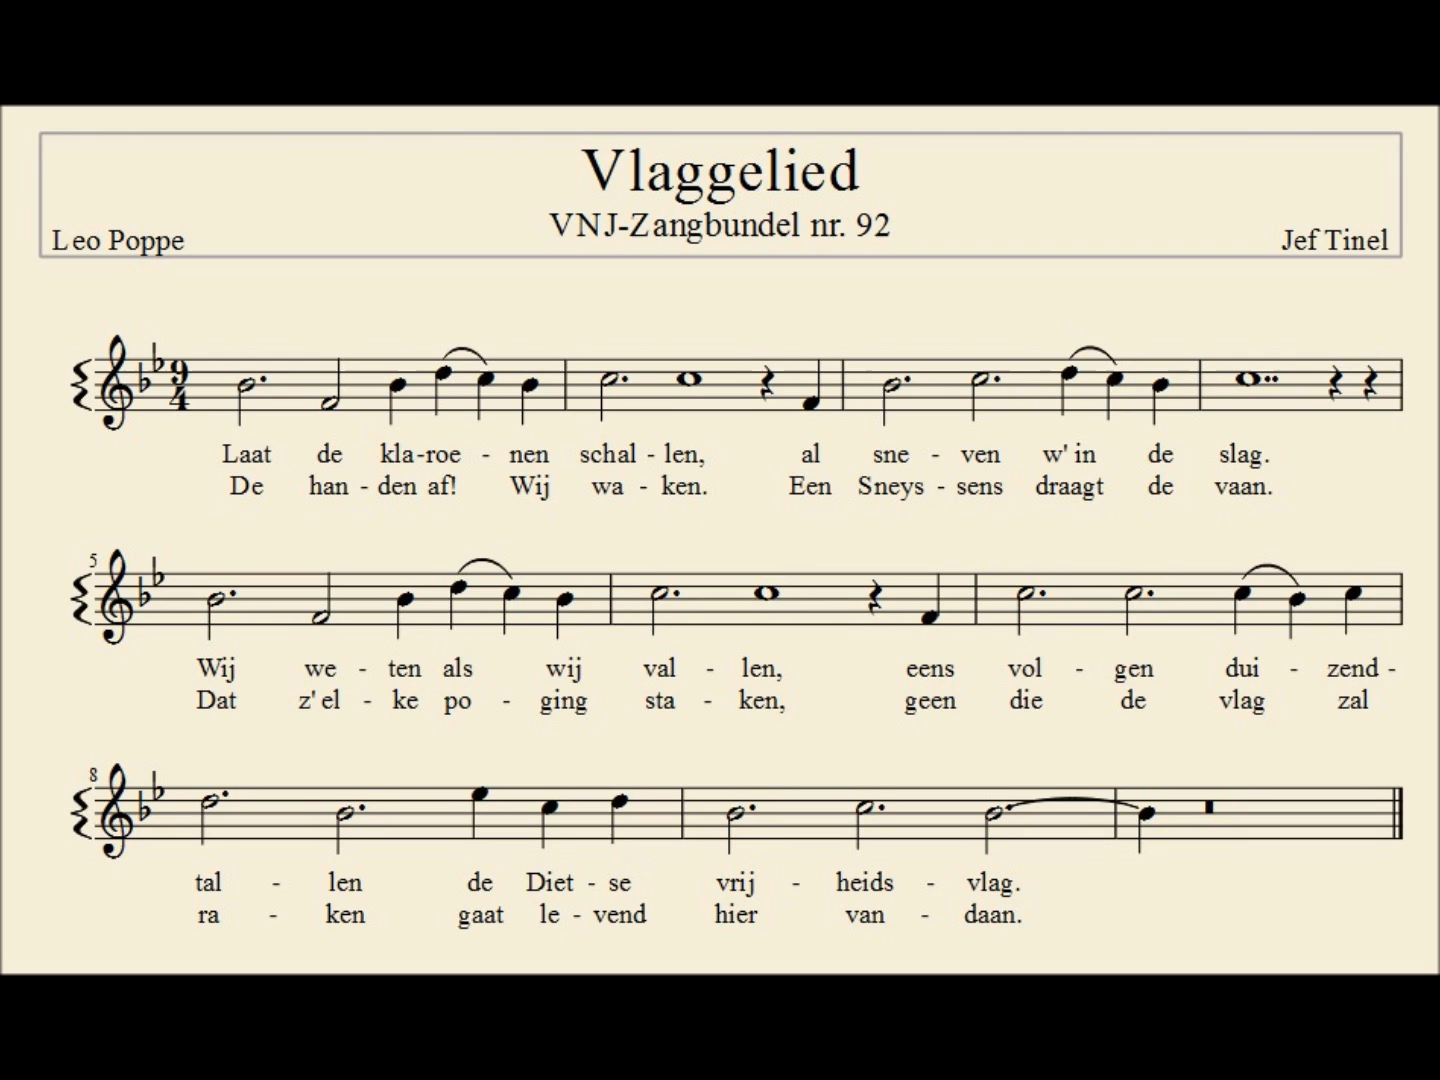 Vlaggelied
VNJ-Zangbundel nr. 92
Leo Poppe
Jef Tinel
9
4
Laat de kla-roe - nen schal - len, al sne - ven w' in de slag.
De han - den af! Wij wa - ken. Een Sneys - sens draagt de vaan.
5
Wij we - ten als wij val - len, eens vol - gen dui - zend -
Dat z' el - ke po - ging sta - ken, geen die de vlag zal
8
tal - len de Diet - se vrij - heids - vlag.
ra - ken gaat le - vend hier van - daan.